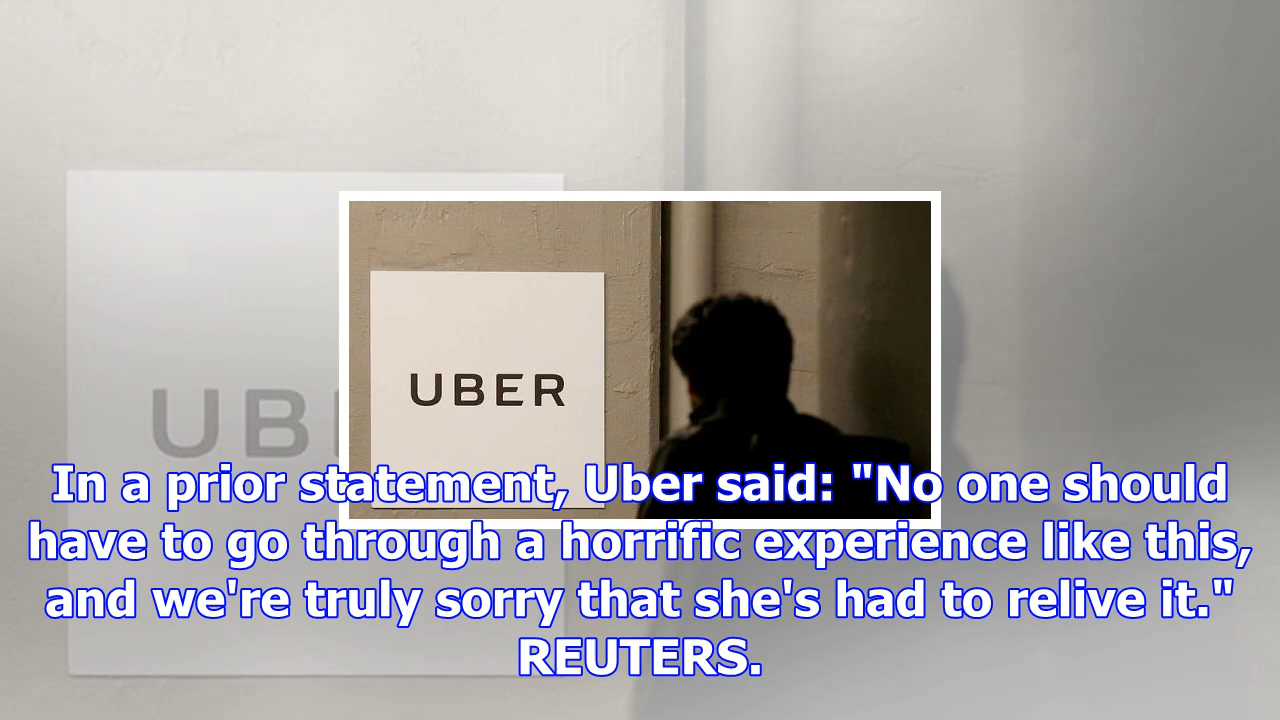 UBER
UB
In a prior statement, Uber said: "No one should
have to go through a horrific experience like this,
and we're truly sorry that she's had to relive it."
REUTERS.